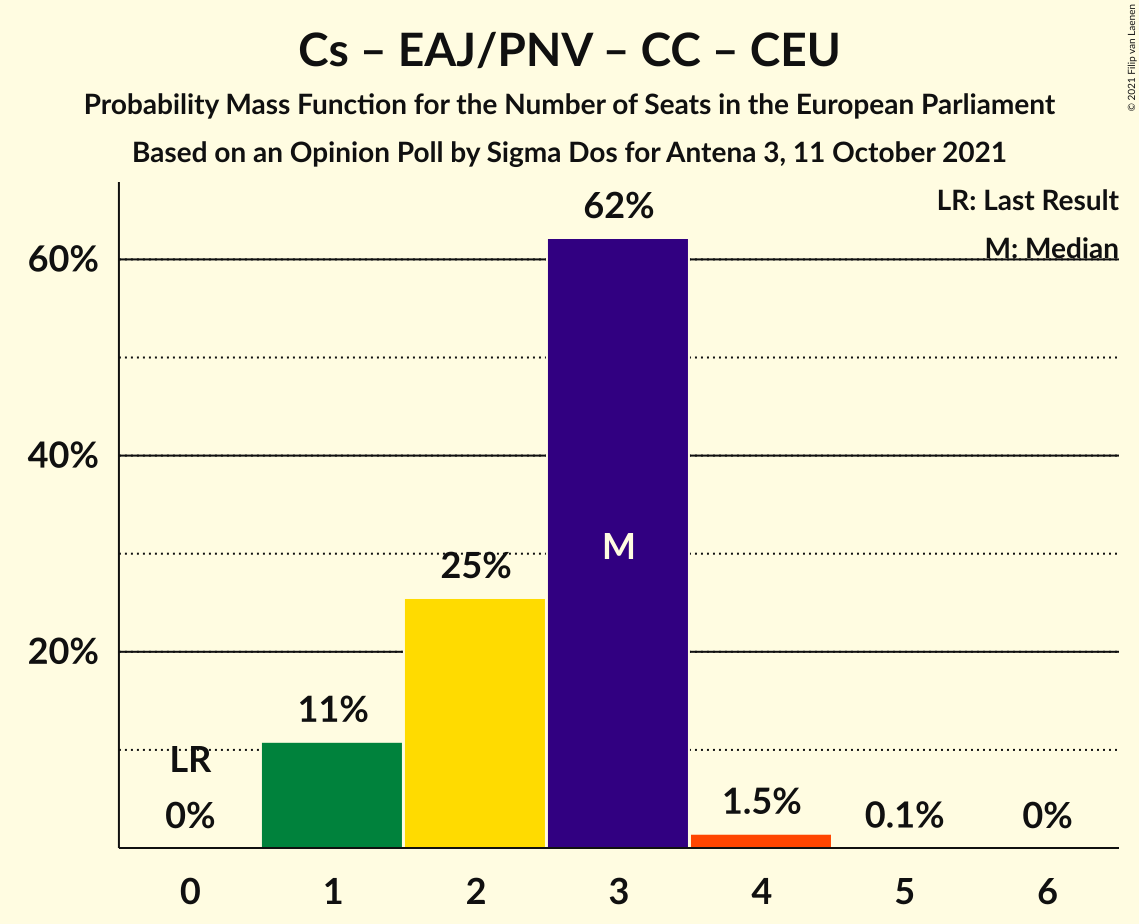 Cs – EAJ/PNV – CC – CEU
Probability Mass Function for the Number of Seats in the European Parliament
Based on an Opinion Poll by Sigma Dos for Antena 3, 11 October 2021
© 2021 Filip van Laenen
LR: Last Result
M: Median
62%
60%
40%
M
25%
20%
11%
LR
0%
1.5%
0.1%
0%
0 1 2 3 4 5 6